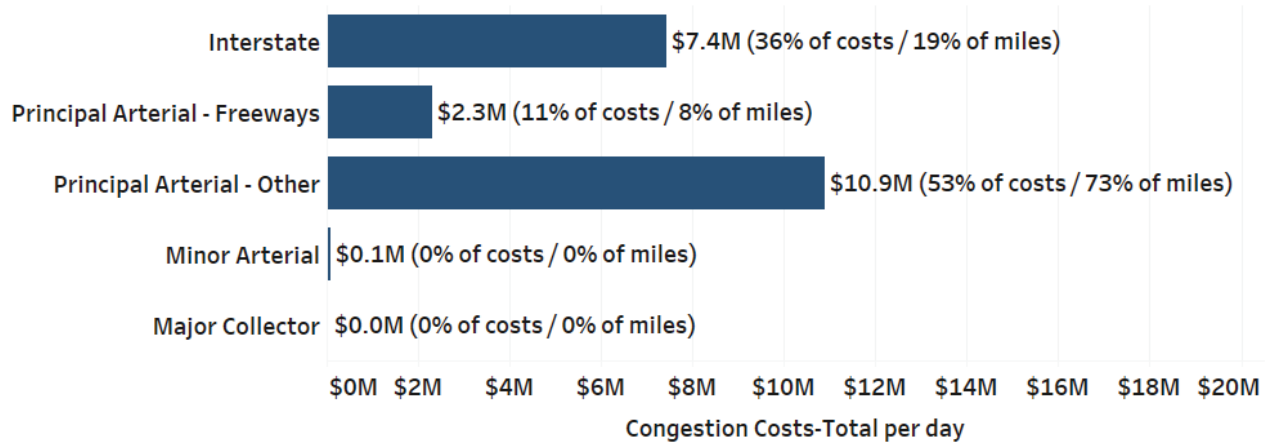 Interstate $7.4M (36% of costs / 19% of miles)
Principal Arterial - Freeways $2.3M (11% of costs / 8% of miles)
Principal Arterial - Other $10.9M (53% of costs / 73% of miles)
Minor Arterial $0.1M (0% of costs / 0% of miles)
Major Collector $0.0M (0% of costs / 0% of miles)
$0M $2M $4M $6M $8M $10M $12M $14M $16M $18M $20M
Congestion Costs-Total per day